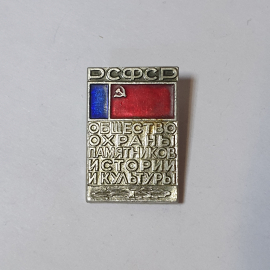 РСФСР
ОБЩЕСТВО
ОХРАНЫ
ПАМЯТНИКОВ
ИСТОРИИ
И КУЛЬТУРЫ